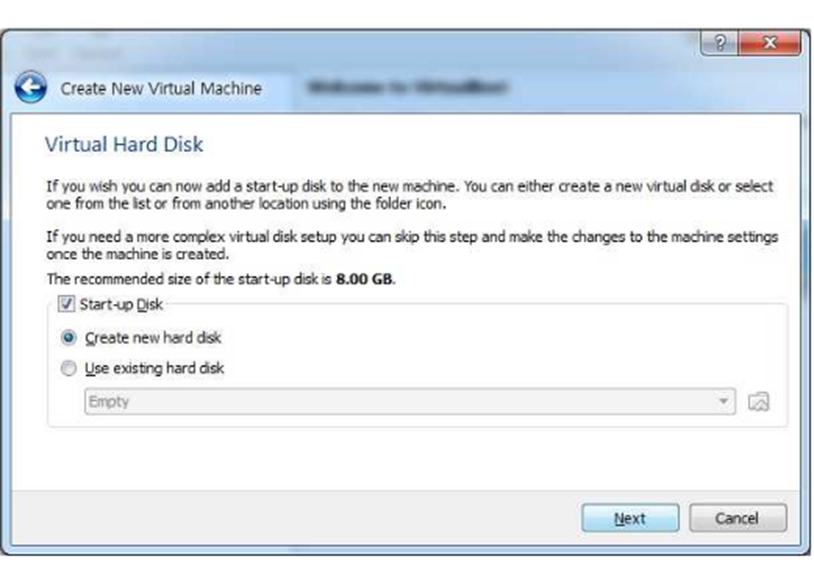 ?
Create New Virtual Machine
Welcome to VirtualBox!
Virtual Hard Disk
If you wish you can now add a start-up disk to the new machine. You can either create a new virtual disk or select
one from the list or from another location using the folder icon.
If you need a more complex virtual disk setup you can skip this step and make the changes to the machine settings
once the machine is created.
The recommended size of the start-up disk is 8.00 GB.
Start-up Disk
Create new hard disk
Use existing hard disk
Empty
Next
Cancel